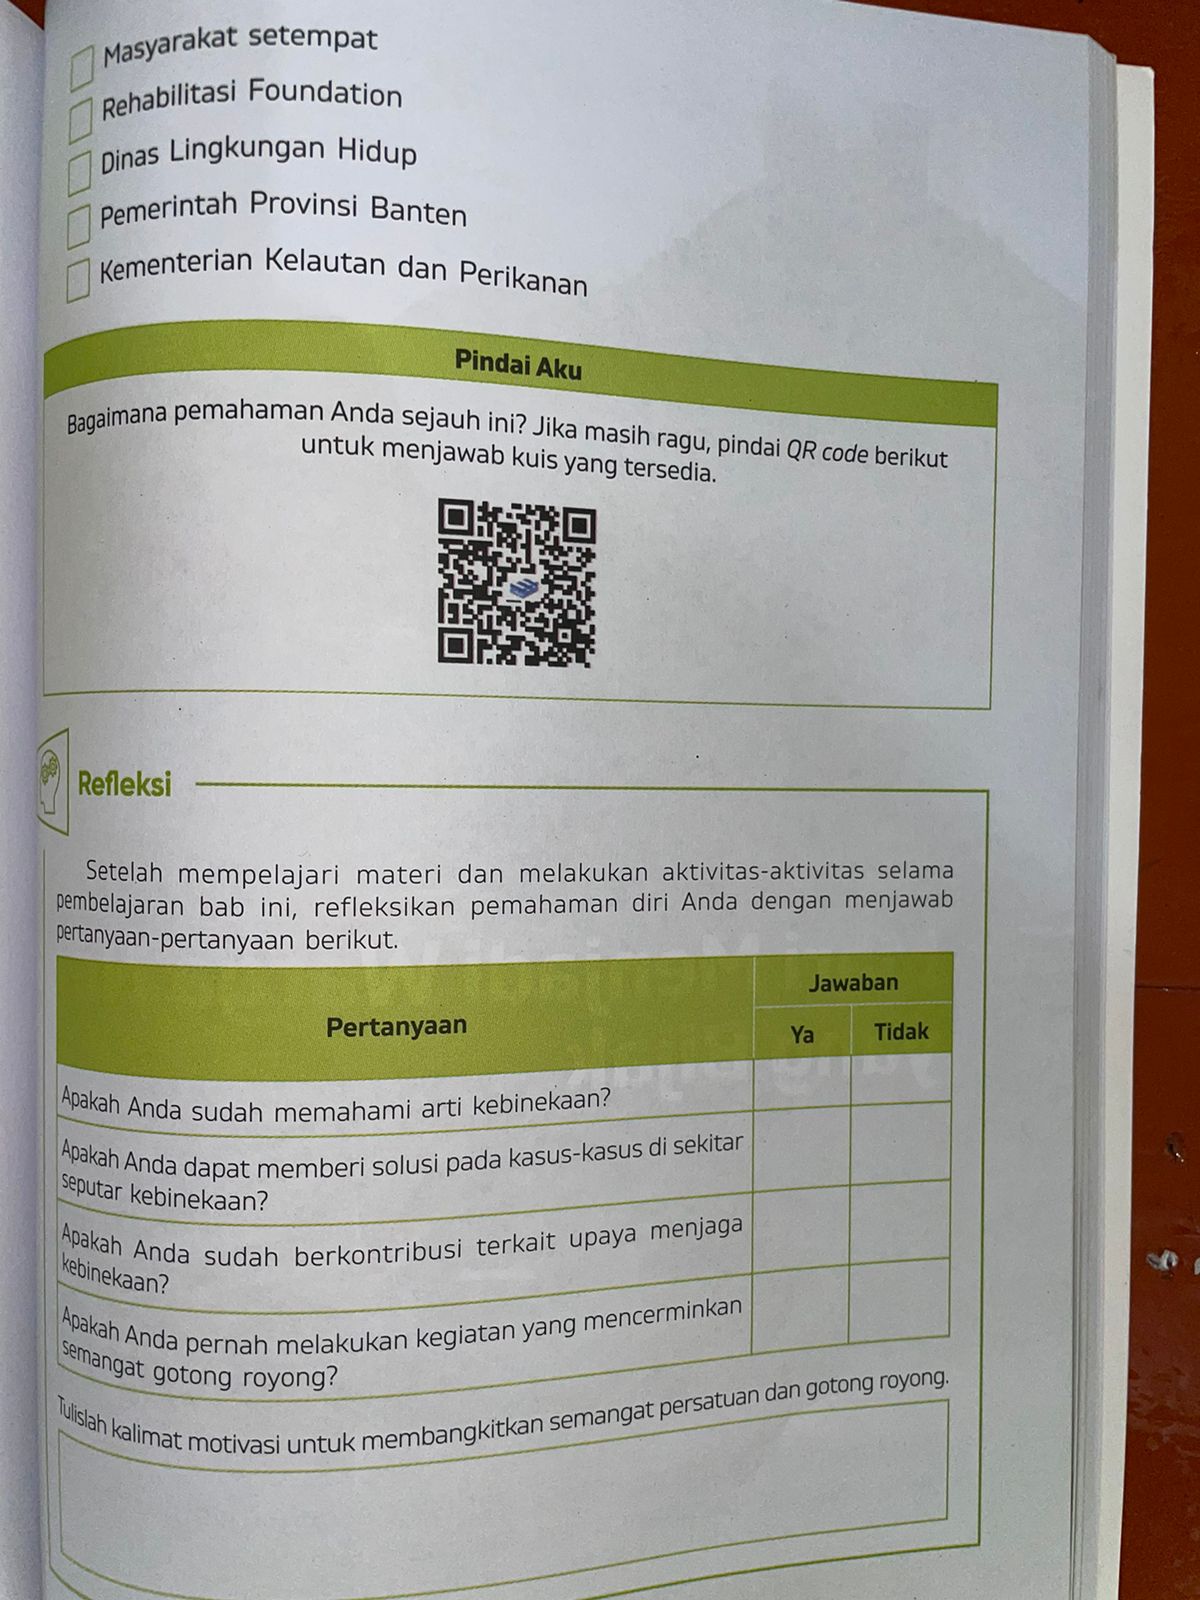 Masyarakat setempat
Rehabilitasi Foundation
Dinas Lingkungan Hidup
Pemerintah Provinsi Banten
Kementerian Kelautan dan Perikanan
Pindai Aku
Bagaimana pemahaman Anda sejauh ini? Jika masih ragu, pindai QR code berikut
untuk menjawab kuis yang tersedia.
Refleksi
Setelah mempelajari materi dan melakukan aktivitas-aktivitas selama
pembelajaran bab ini, refleksikan pemahaman diri Anda dengan menjawab
pertanyaan-pertanyaan berikut.
Pertanyaan
Jawaban
Ya
Tidak
Apakah Anda sudah memahami arti kebinekaan?
Apakah Anda dapat memberi solusi pada kasus-kasus di sekitar
seputar kebinekaan?
Apakah Anda sudah berkontribusi terkait upaya menjaga
kebinekaan?
Apakah Anda pernah melakukan kegiatan yang mencerminkan
semangat gotong royong?
Tulislah kalimat motivasi untuk membangkitkan semangat persatuan dan gotong royong.